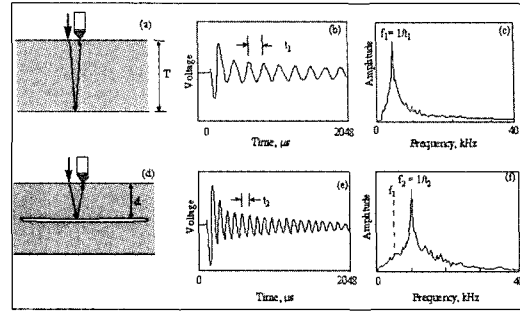 (a)
T
(b)
t₁
Voltage
0
2048
Time, µs
(c)
f₁ = 1/t₁
Amplitude
0
40
Frequency, kHz
(d)
d
(e)
t₂
Voltage
0
2048
Time, µs
(f)
f₂ = 1/t₂
f₁
Amplitude
0
40
Frequency, kHz